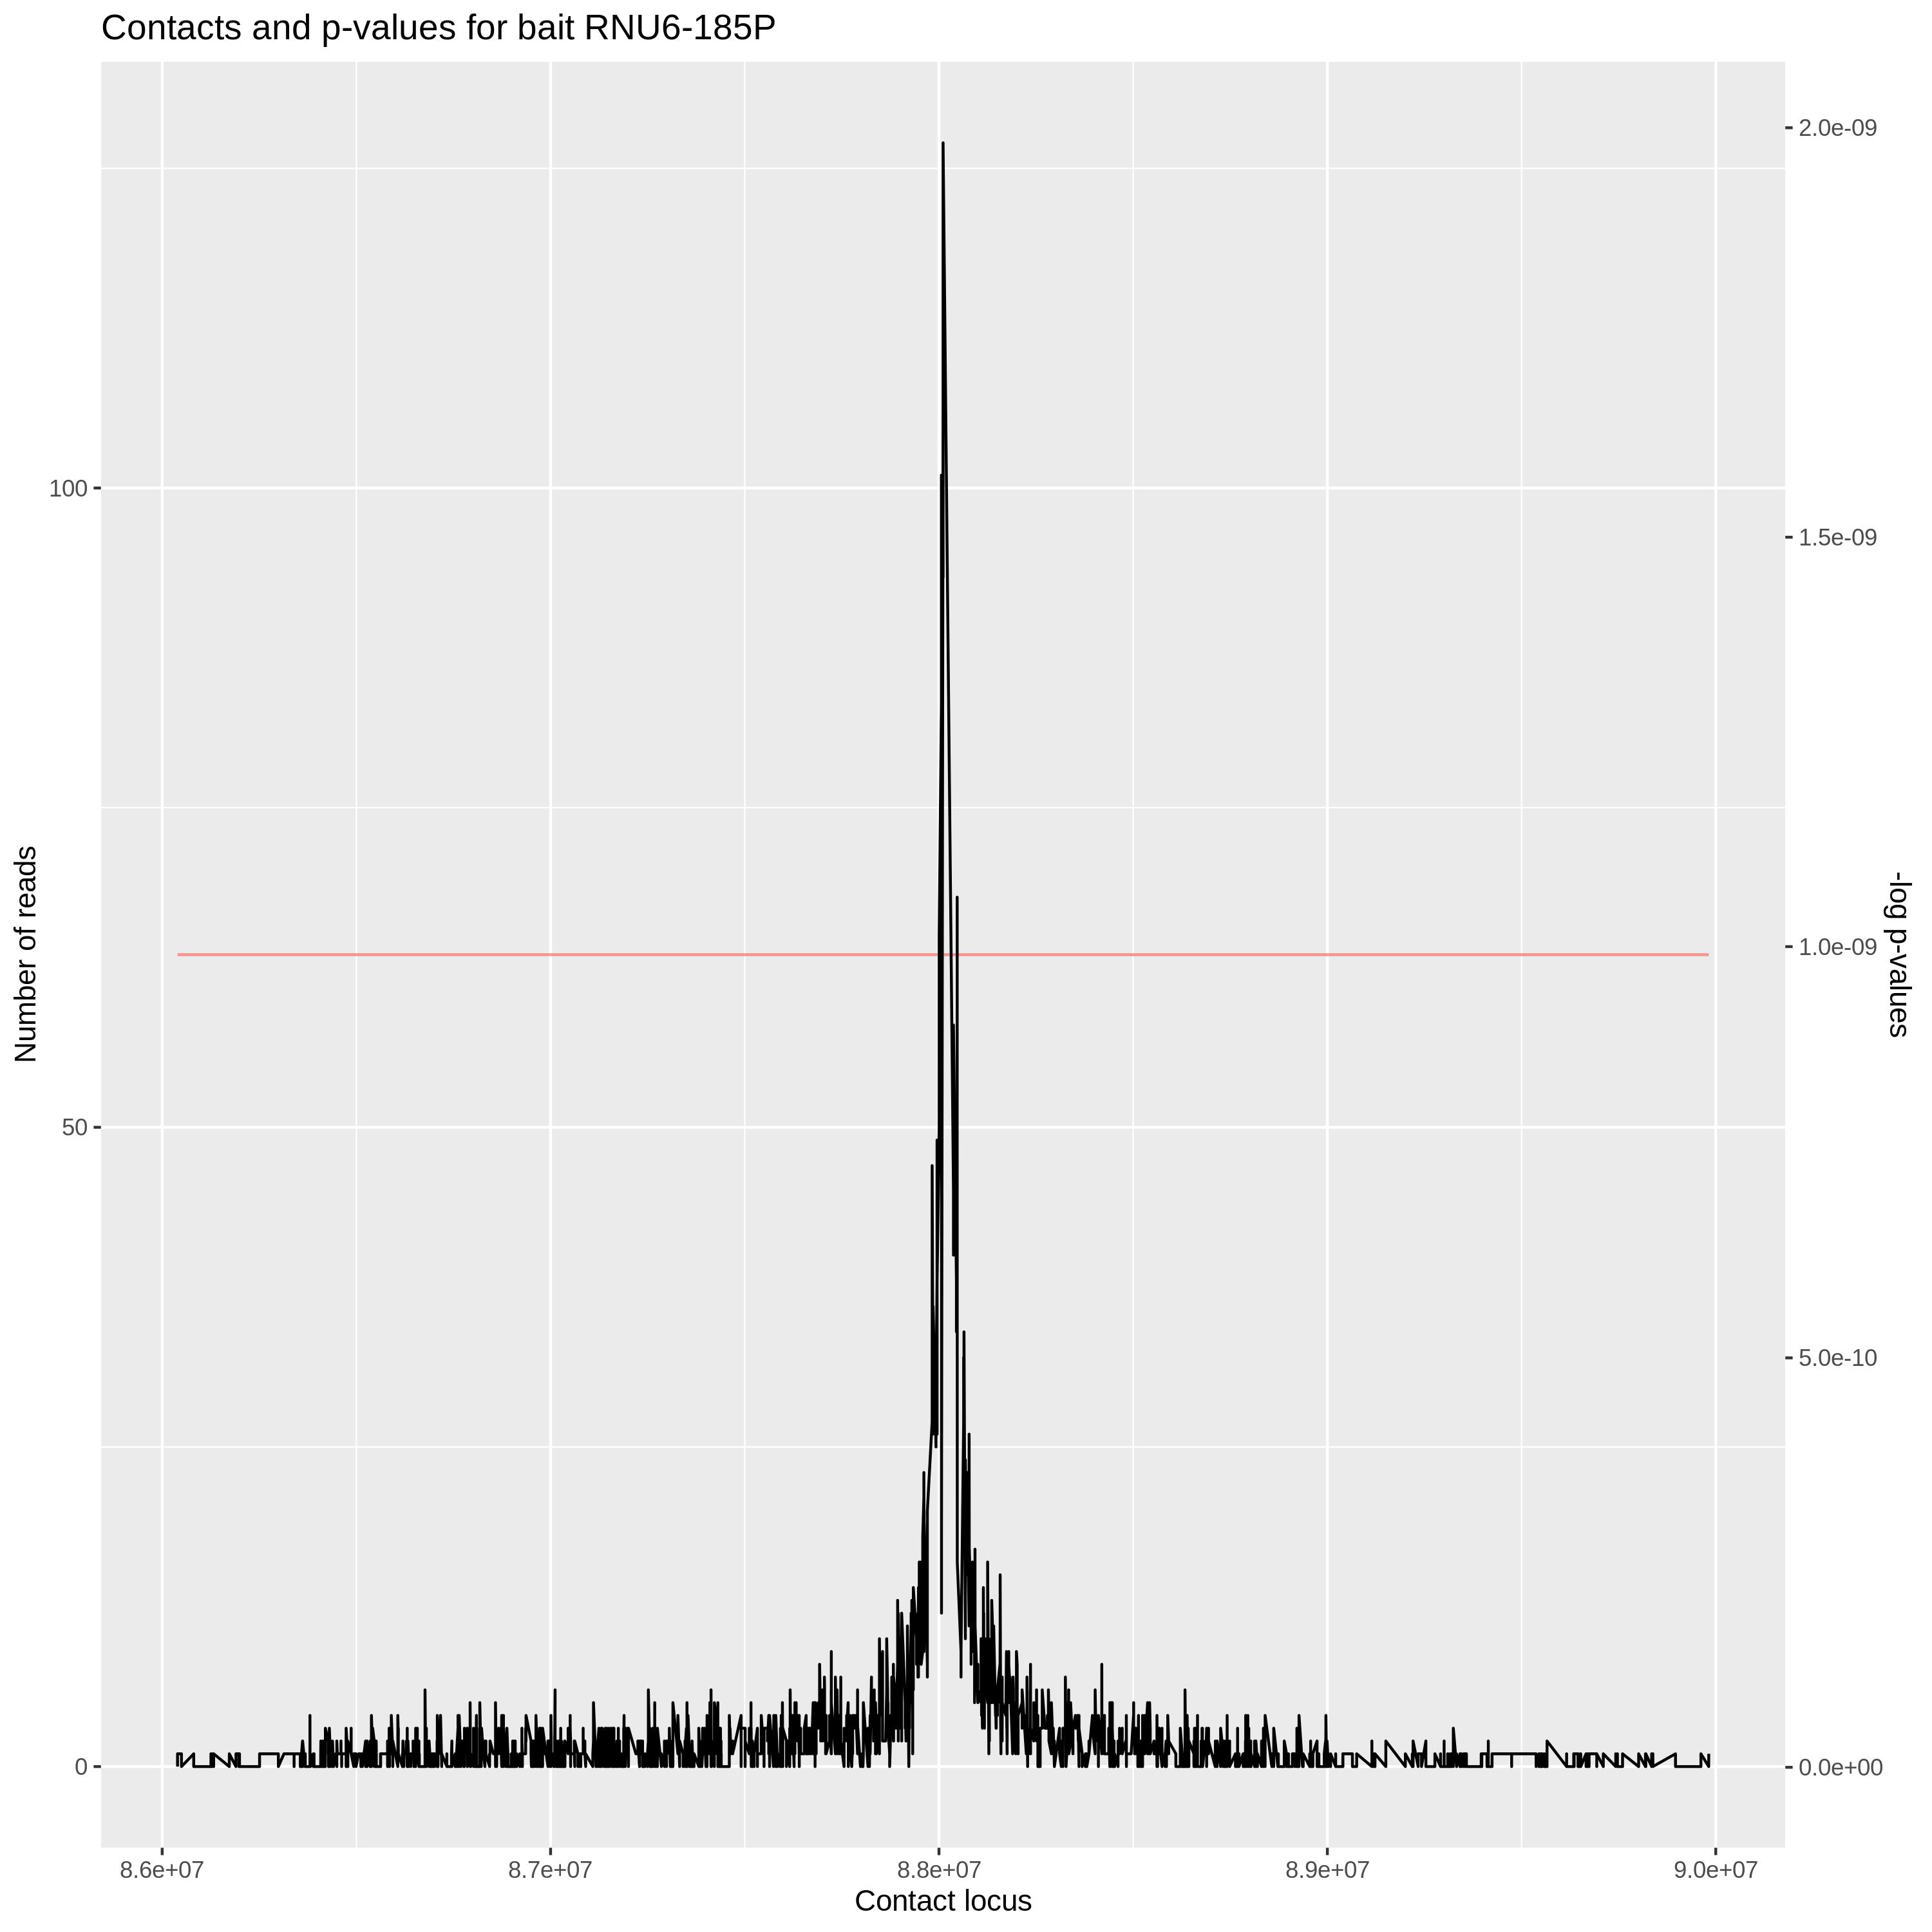 Contacts and p-values for bait RNU6-185P
Number of reads
100
50
0
2.0e-09
1.5e-09
1.0e-09
5.0e-10
0.0e+00
-log p-values
8.6e+07
8.7e+07
8.8e+07
8.9e+07
9.0e+07
Contact locus